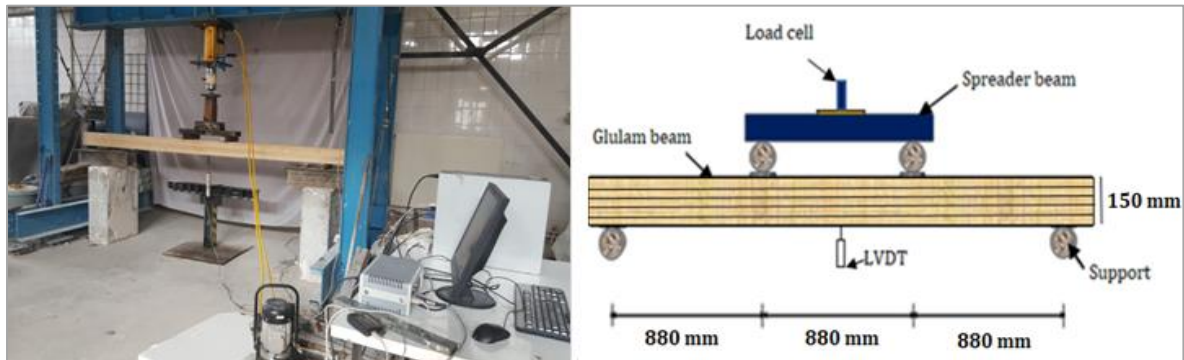 Load cell
Spreader beam
Glulam beam
150 mm
LVDT
Support
880 mm
880 mm
880 mm